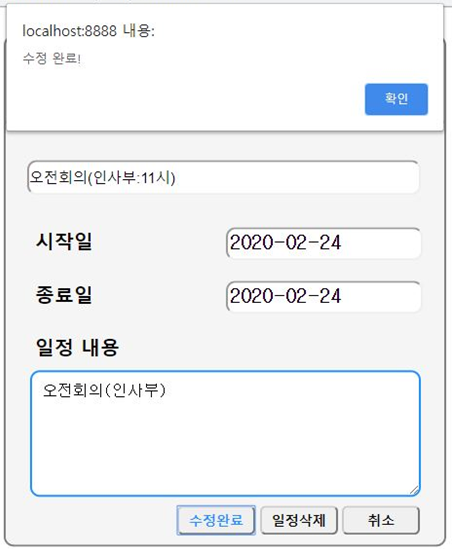 localhost:8888 내용:
수정 완료!
확인
오전회의(인사부:11시)
시작일 2020-02-24
종료일 2020-02-24
일정 내용
오전회의(인사부)
수정완료 일정삭제 취소